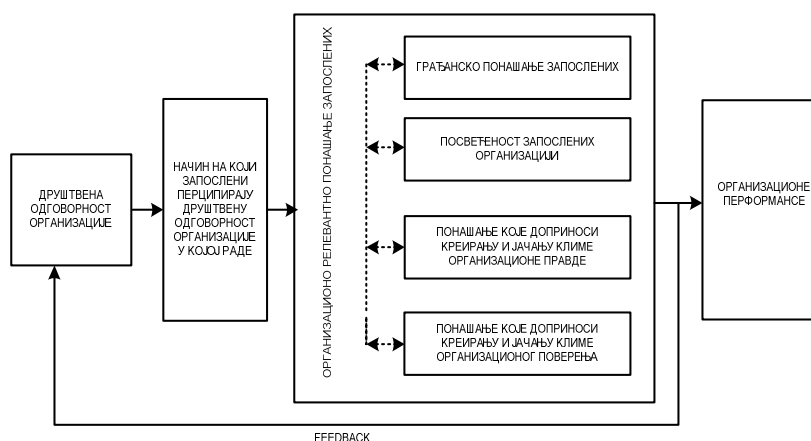 ДРУШТВЕНА
ОДГОВОРНОСТ
ОРГАНИЗАЦИЈЕ
НАЧИН НА КОЈИ
ЗАПОСЛЕНИ
ПЕРЦИПИРАЈУ
ДРУШТВЕНУ
ОДГОВОРНОСТ
ОРГАНИЗАЦИЈЕ
У КОЈОЈ РАДЕ
ОРГАНИЗАЦИОНО РЕЛЕВАНТНО ПОНАШАЊЕ ЗАПОСЛЕНИХ
ГРАЂАНСКО ПОНАШАЊЕ ЗАПОСЛЕНИХ
ПОСВЕЋЕНОСТ ЗАПОСЛЕНИХ
ОРГАНИЗАЦИЈИ
ПОНАШАЊЕ КОЈЕ ДОПРИНОСИ
КРЕИРАЊУ И ЈАЧАЊУ КЛИМЕ
ОРГАНИЗАЦИОНЕ ПРАВДЕ
ПОНАШАЊЕ КОЈЕ ДОПРИНОСИ
КРЕИРАЊУ И ЈАЧАЊУ КЛИМЕ
ОРГАНИЗАЦИОНОГ ПОВЕРЕЊА
ОРГАНИЗАЦИОНЕ
ПЕРФОРМАНСЕ
FEEDBACK